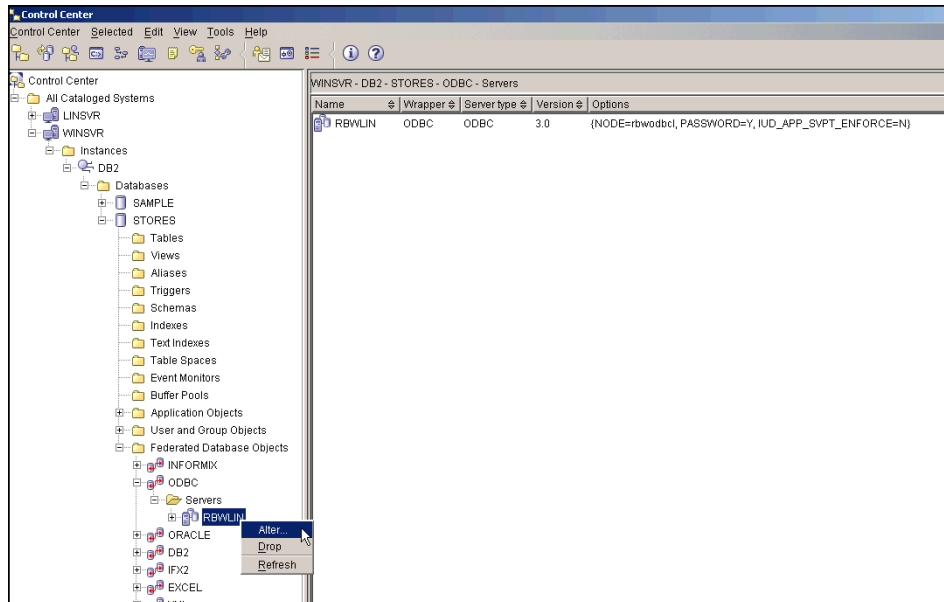 Control Center
Control Center Selected Edit View Tools Help
Control Center
All Cataloged Systems
LINSVR
WINSVR
Instances
DB2
Databases
SAMPLE
STORES
Tables
Views
Aliases
Triggers
Schemas
Indexes
Text Indexes
Table Spaces
Event Monitors
Buffer Pools
Application Objects
User and Group Objects
Federated Database Objects
INFORMIX
ODBC
Servers
RBWLIN
ORACLE
DB2
IFX2
EXCEL
Alter...
Drop
Refresh
WINSVR - DB2 - STORES - ODBC - Servers
Name Wrapper Server type Version Options
RBWLIN ODBC ODBC 3.0 {NODE=rbwodbcl, PASSWORD=Y, IUD_APP_SVPT_ENFORCE=N}